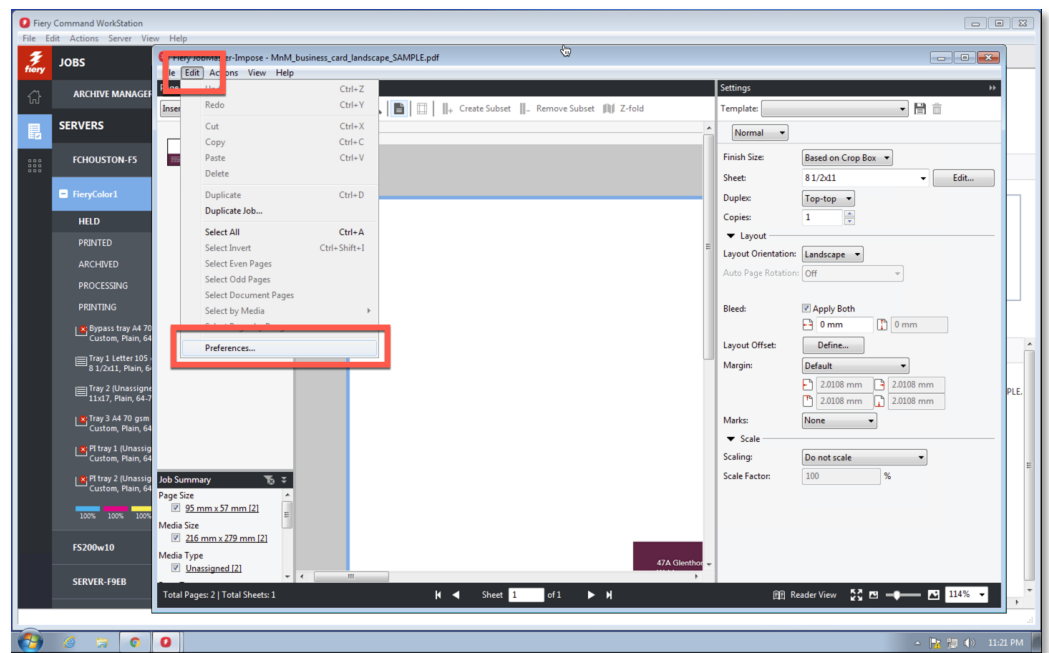 Fiery Command WorkStation
File Edit Actions Server View Help
fiery
JOBS
ARCHIVE MANAGER
SERVERS
FCHOUSTON-F5
FieryColor1
HELD
PRINTED
ARCHIVED
PROCESSING
PRINTING
Bypass tray A4 70
Custom, Plain, 64
Tray 1 Letter 105
8 1/2x11, Plain, 6
Tray 2 (Unassigne
11x17, Plain, 64-7
Tray 3 A4 70 gsm
Custom, Plain, 64
PI tray 1 (Unassig
Custom, Plain, 64
PI tray 2 (Unassig
Custom, Plain, 64
100% 100% 100%
FS200w10
SERVER-F9EB
Fiery JobMaster-Impose - MnM_business_card_landscape_SAMPLE.pdf
Edit Actions View Help
Ctrl+Z
Redo Ctrl+Y
Cut Ctrl+X
Copy Ctrl+C
Paste Ctrl+V
Delete
Duplicate Ctrl+D
Duplicate Job...
Select All Ctrl+A
Select Invert Ctrl+Shift+I
Select Even Pages
Select Odd Pages
Select Document Pages
Select by Media
Preferences...
Create Subset Remove Subset Z-fold
47A Glenthor
Job Summary
Page Size
95 mm x 57 mm [2]
Media Size
216 mm x 279 mm [2]
Media Type
Unassigned [2]
Total Pages: 2 | Total Sheets: 1
Sheet 1 of 1
Reader View 114%
Settings
Template:
Normal
Finish Size: Based on Crop Box
Sheet: 8 1/2x11 Edit...
Duplex: Top-top
Copies: 1
Layout
Layout Orientation: Landscape
Auto Page Rotation: Off
Bleed: Apply Both
0 mm 0 mm
Layout Offset: Define...
Margin: Default
2.0108 mm 2.0108 mm
2.0108 mm 2.0108 mm
Marks: None
Scale
Scaling: Do not scale
Scale Factor: 100 %
PLE.
11:21 PM